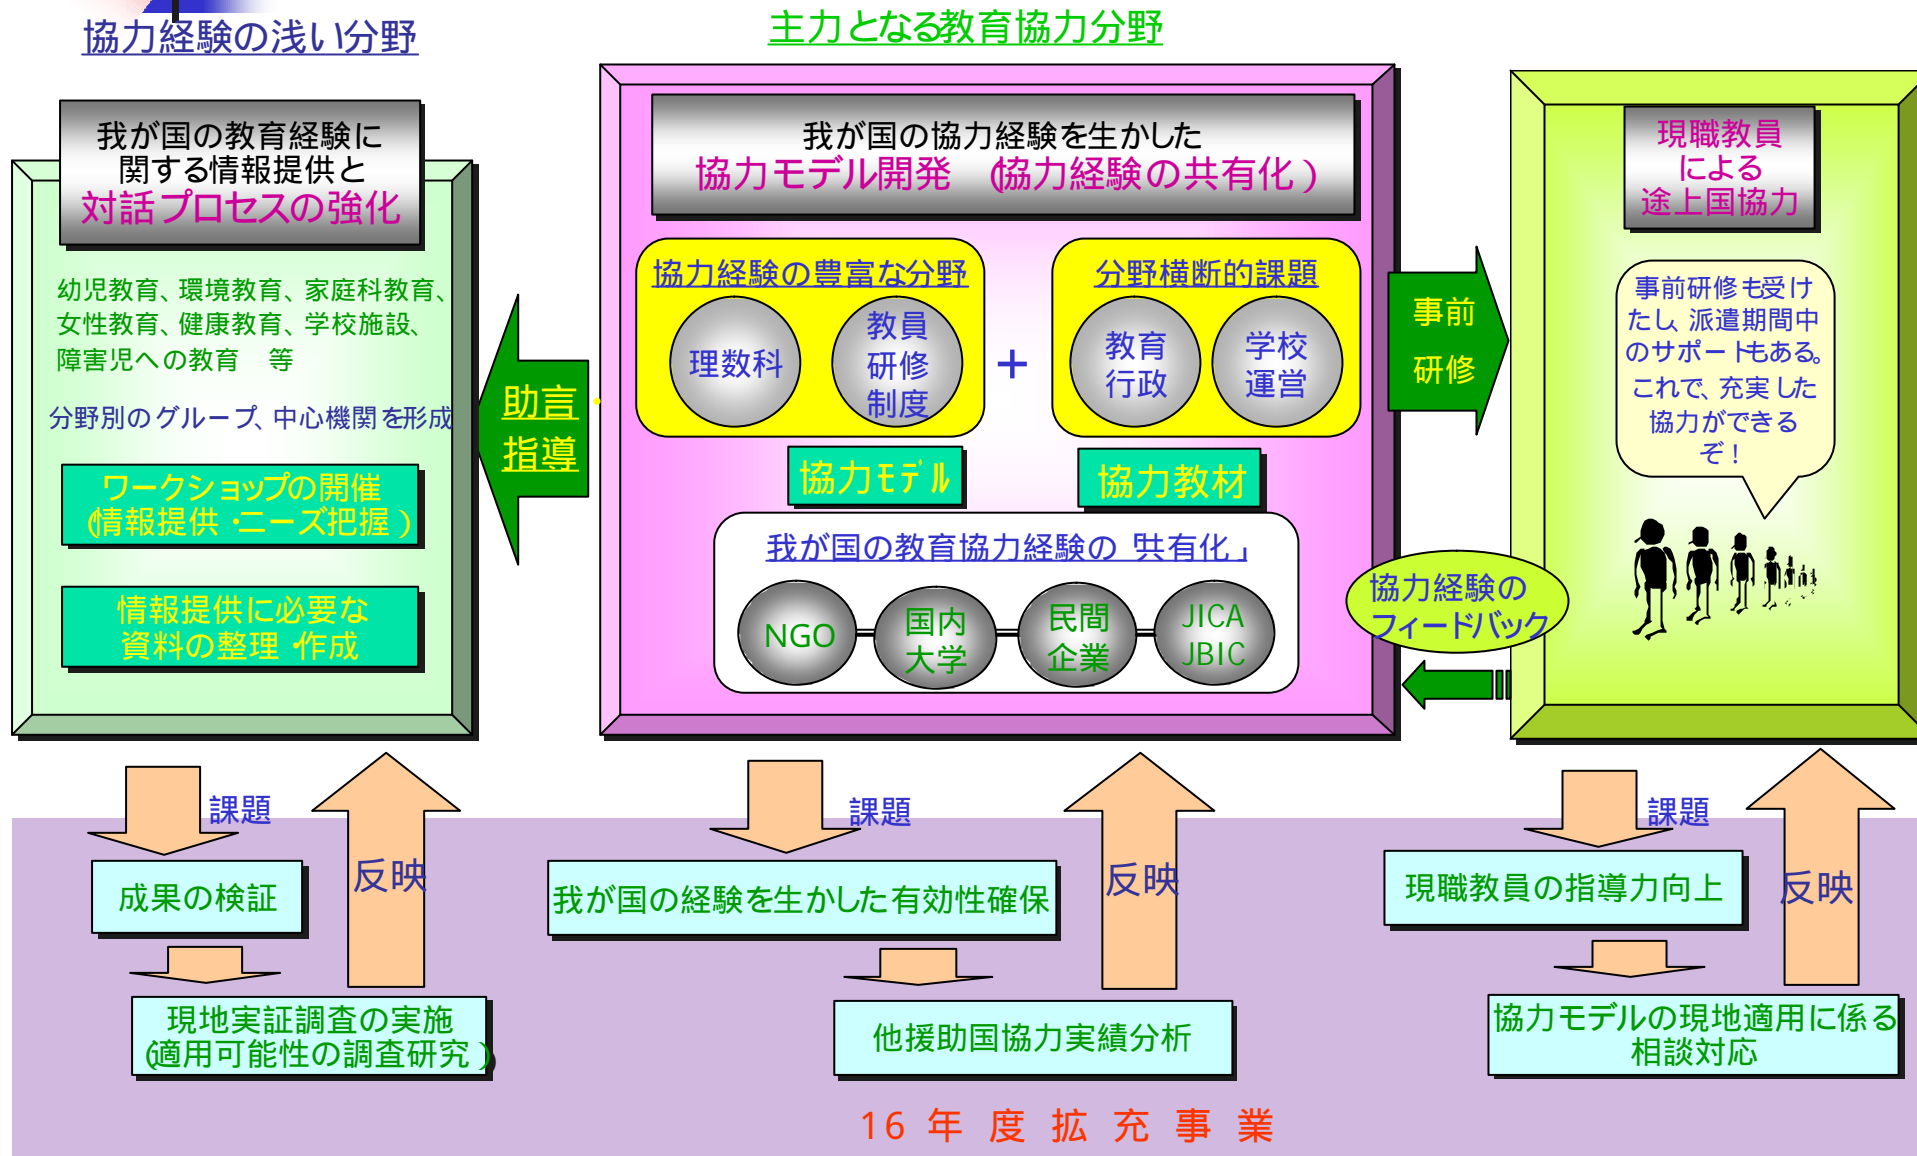 協力経験の浅い分野
主力となる教育協力分野
我が国の教育経験に
関する情報提供と
対話プロセスの強化
幼児教育、環境教育、家庭科教育、
女性教育、健康教育、学校施設、
障害児への教育　等
分野別のグループ、中心機関を形成
ワークショップの開催
(情報提供・ニーズ把握)
情報提供に必要な
資料の整理・作成
助言・
指導
我が国の協力経験を生かした
協力モデル開発　(協力経験の共有化)
協力経験の豊富な分野
理数科
教員
研修
制度
+
分野横断的課題
教育
行政
学校
運営
協力モデル
協力教材
我が国の教育協力経験の「共有化」
NGO
国内
大学
民間
企業
JICA
JBIC
事前
研修
協力経験の
フィードバック
現職教員
による
途上国協力
事前研修も受け
たし、派遣期間中
のサポートもある。
これで、充実した
協力ができる
ぞ!
課題
反映
成果の検証
現地実証調査の実施
(適用可能性の調査研究)
課題
反映
我が国の経験を生かした有効性確保
他援助国協力実績分析
課題
反映
現職教員の指導力向上
協力モデルの現地適用に係る
相談対応
16年度拡充事業